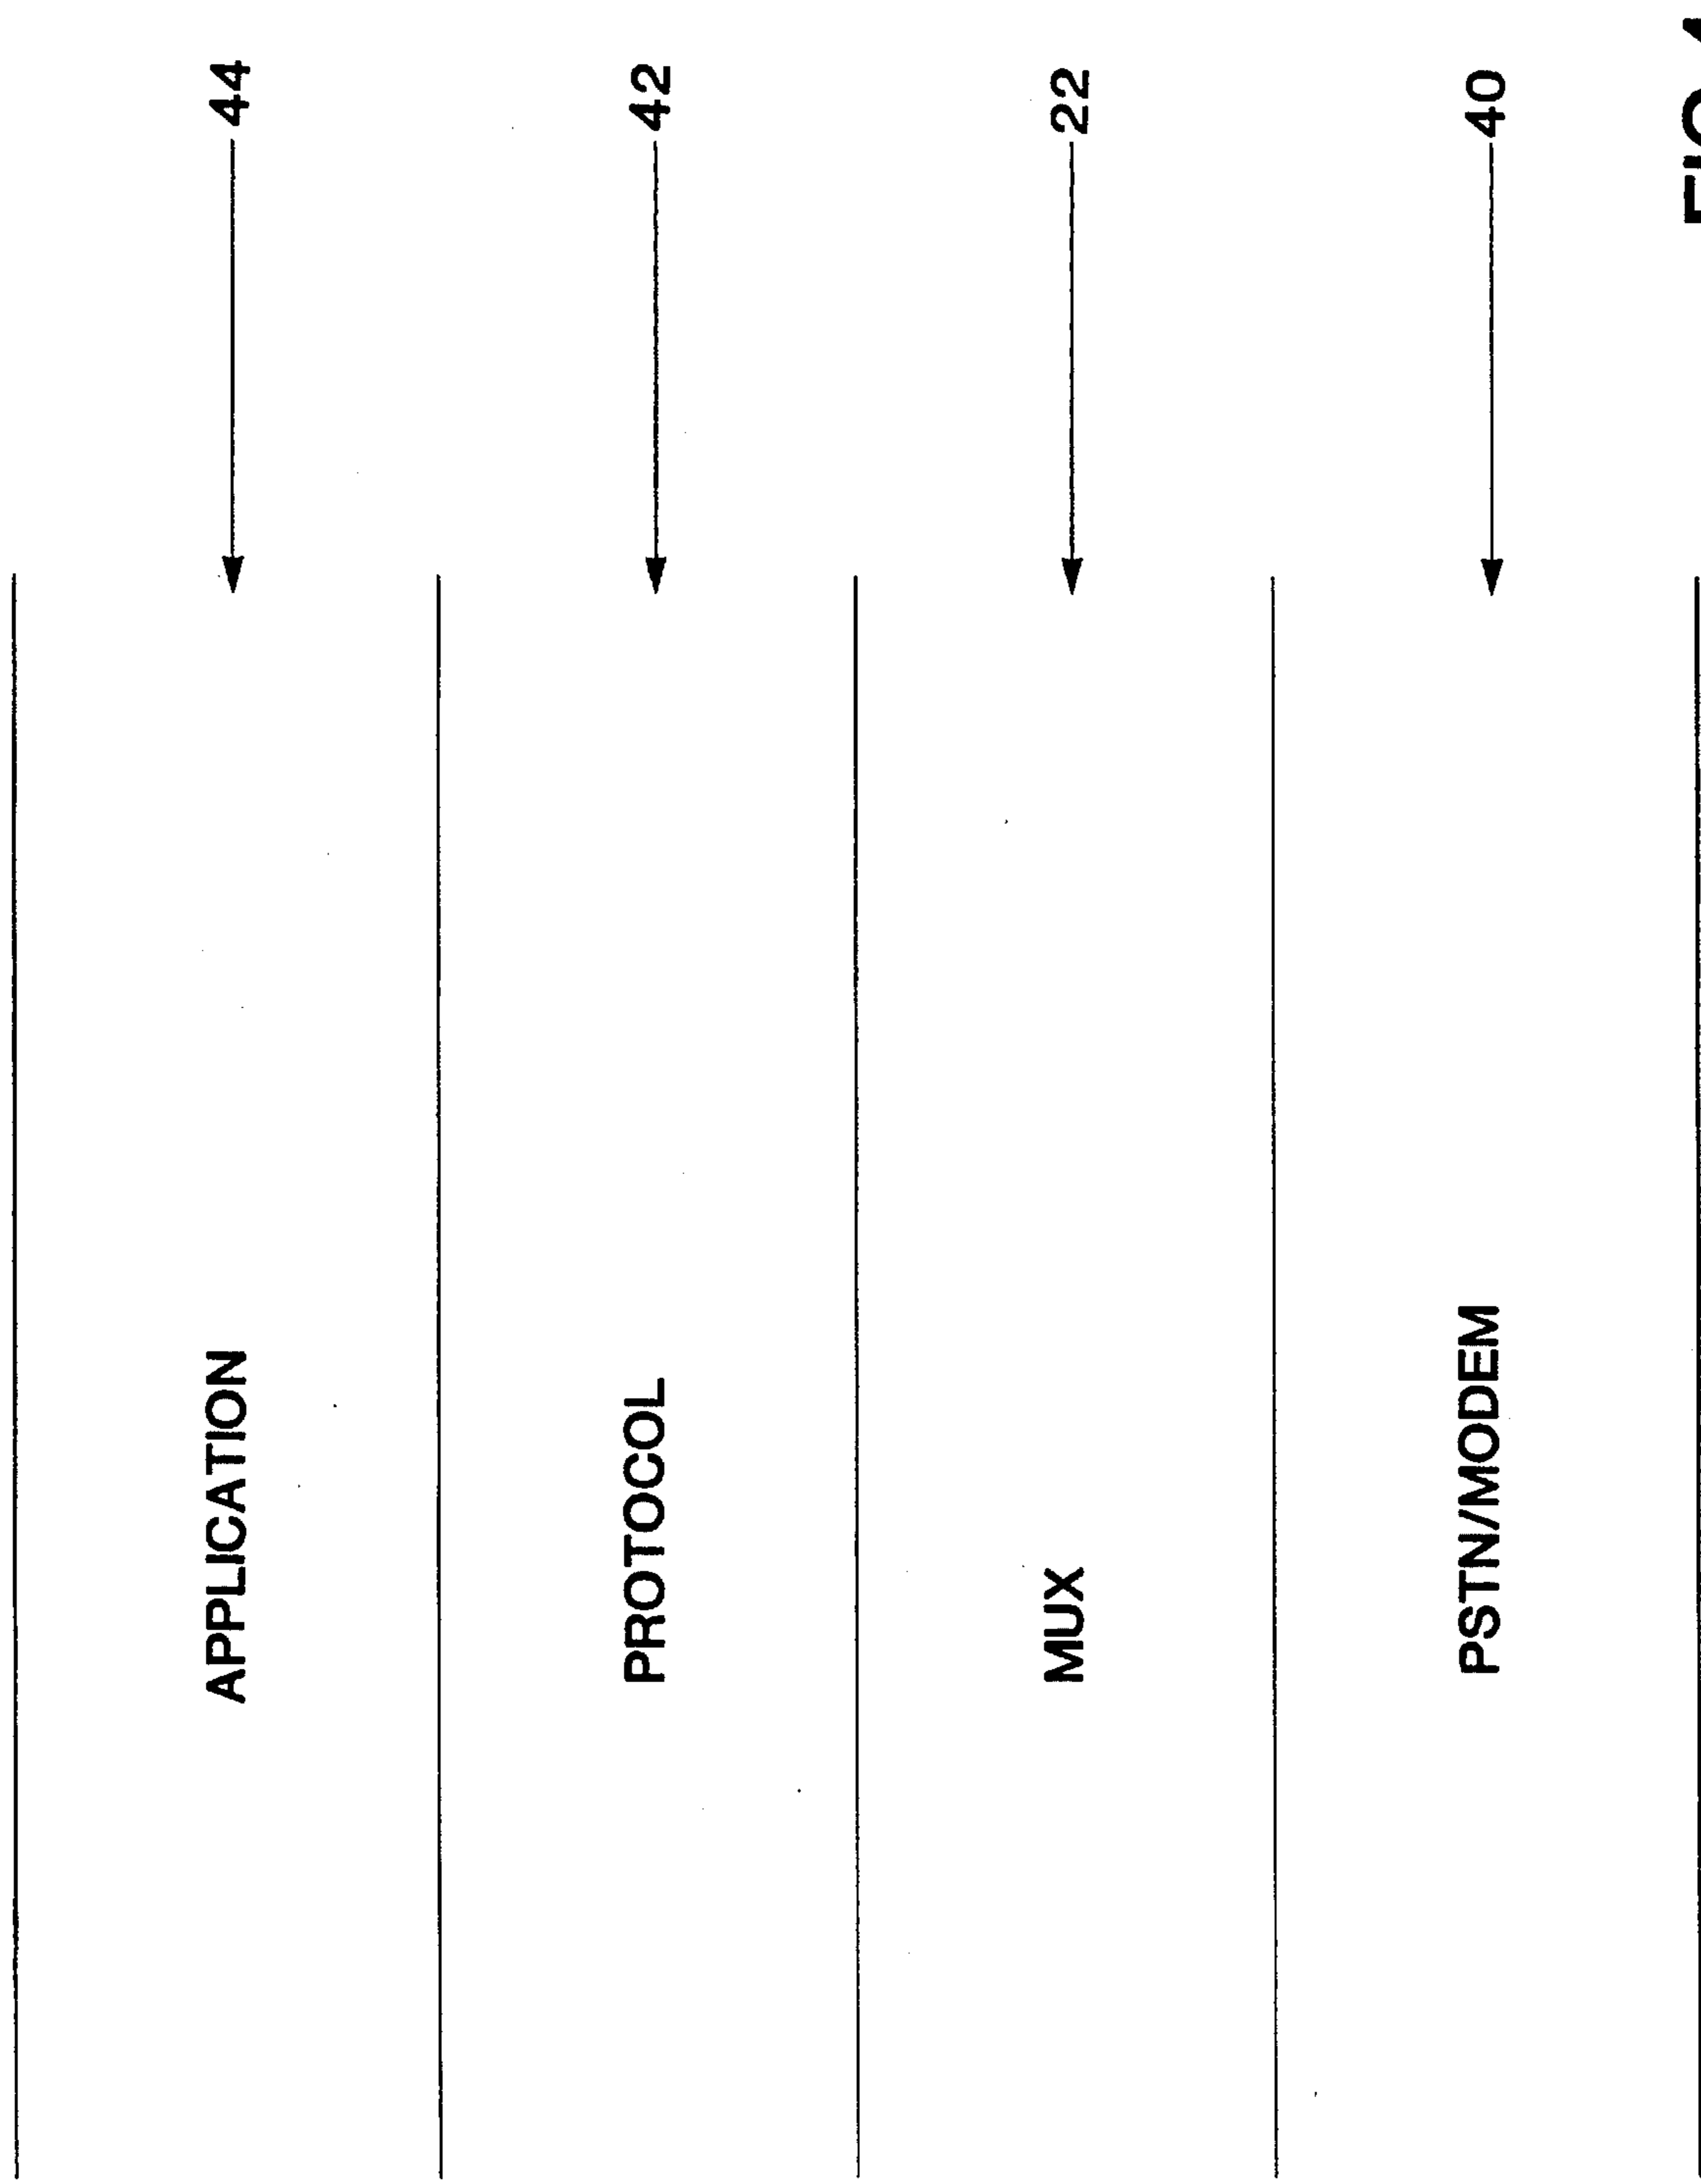 APPLICATION 44
PROTOCOL 42
MUX 22
PSTN/MODEM 40